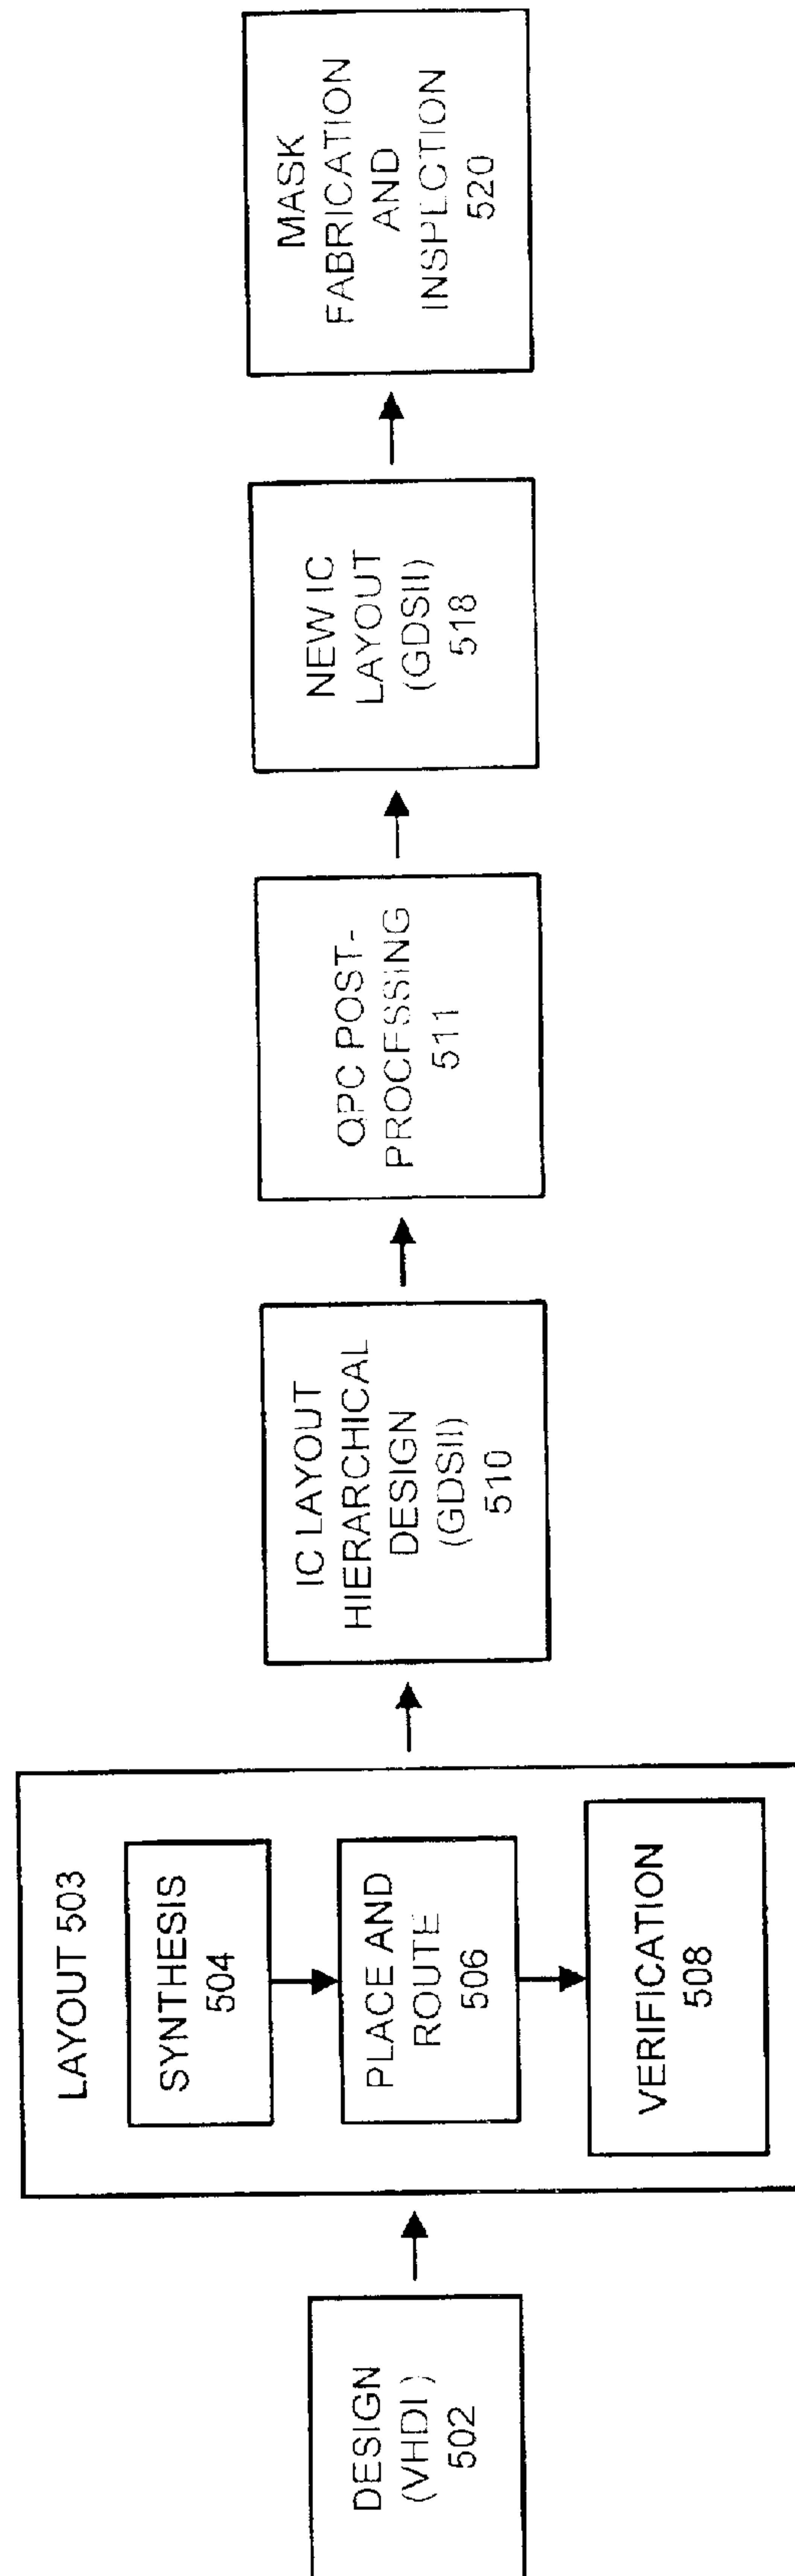 DESIGN
(VHDL)
502
LAYOUT 503
SYNTHESIS
504
PLACE AND
ROUTE
506
VERIFICATION
508
IC LAYOUT
HIERARCHICAL
DESIGN
(GDSII)
510
OPC POST-
PROCESSING
511
NEW IC
LAYOUT
(GDSII)
518
MASK
FABRICATION
AND
INSPECTION
520